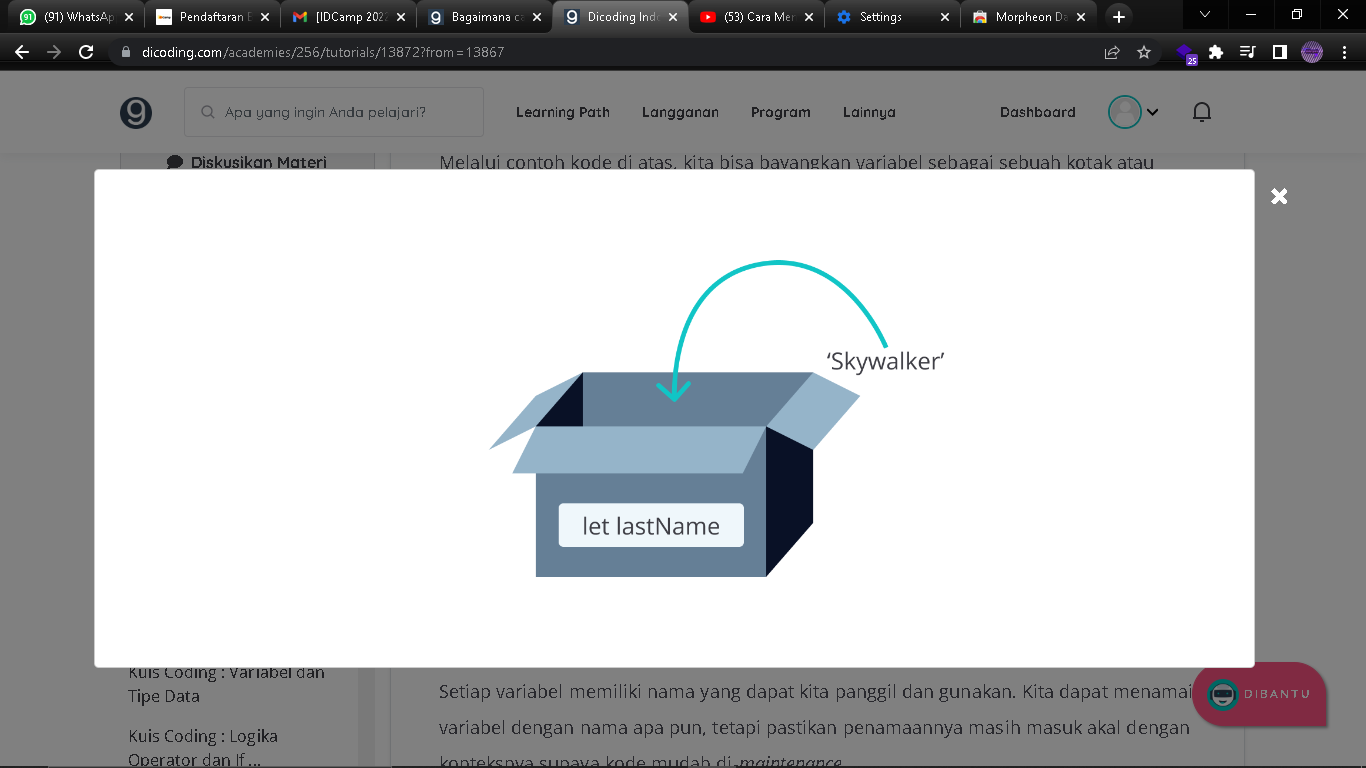 (91) WhatsAp
Pendaftaran B
[IDCamp 2022
Bagaimana ca
Dicoding Indo
(53) Cara Mer
Settings
Morpheon Da
dicoding.com/academies/256/tutorials/13872?from=13867
25
Apa yang ingin Anda pelajari?
Learning Path
Langganan
Program
Lainnya
Dashboard
Diskusikan Materi
Melalui contoh kode di atas, kita bisa bayangkan variabel sebagai sebuah kotak atau
‘Skywalker’
let lastName
Kuis Coding : Variabel dan
Tipe Data
Kuis Coding : Logika
Operator dan If ...
Setiap variabel memiliki nama yang dapat kita panggil dan gunakan. Kita dapat menamai
variabel dengan nama apa pun, tetapi pastikan penamaannya masih masuk akal dengan
konteksnya supaya kode mudah di-maintenance.
DIBANTU